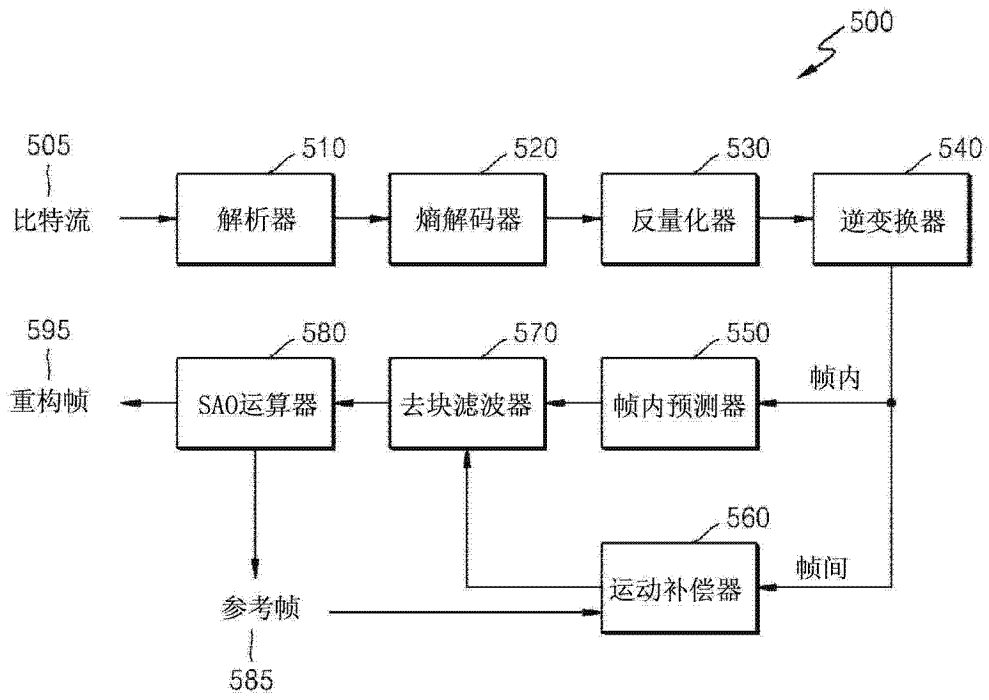 500
505
510
520
530
540
比特流
解析器
熵解码器
反量化器
逆变换器
595
580
570
550
重构帧
SAO运算器
去块滤波器
帧内预测器
帧内
560
帧间
运动补偿器
参考帧
585